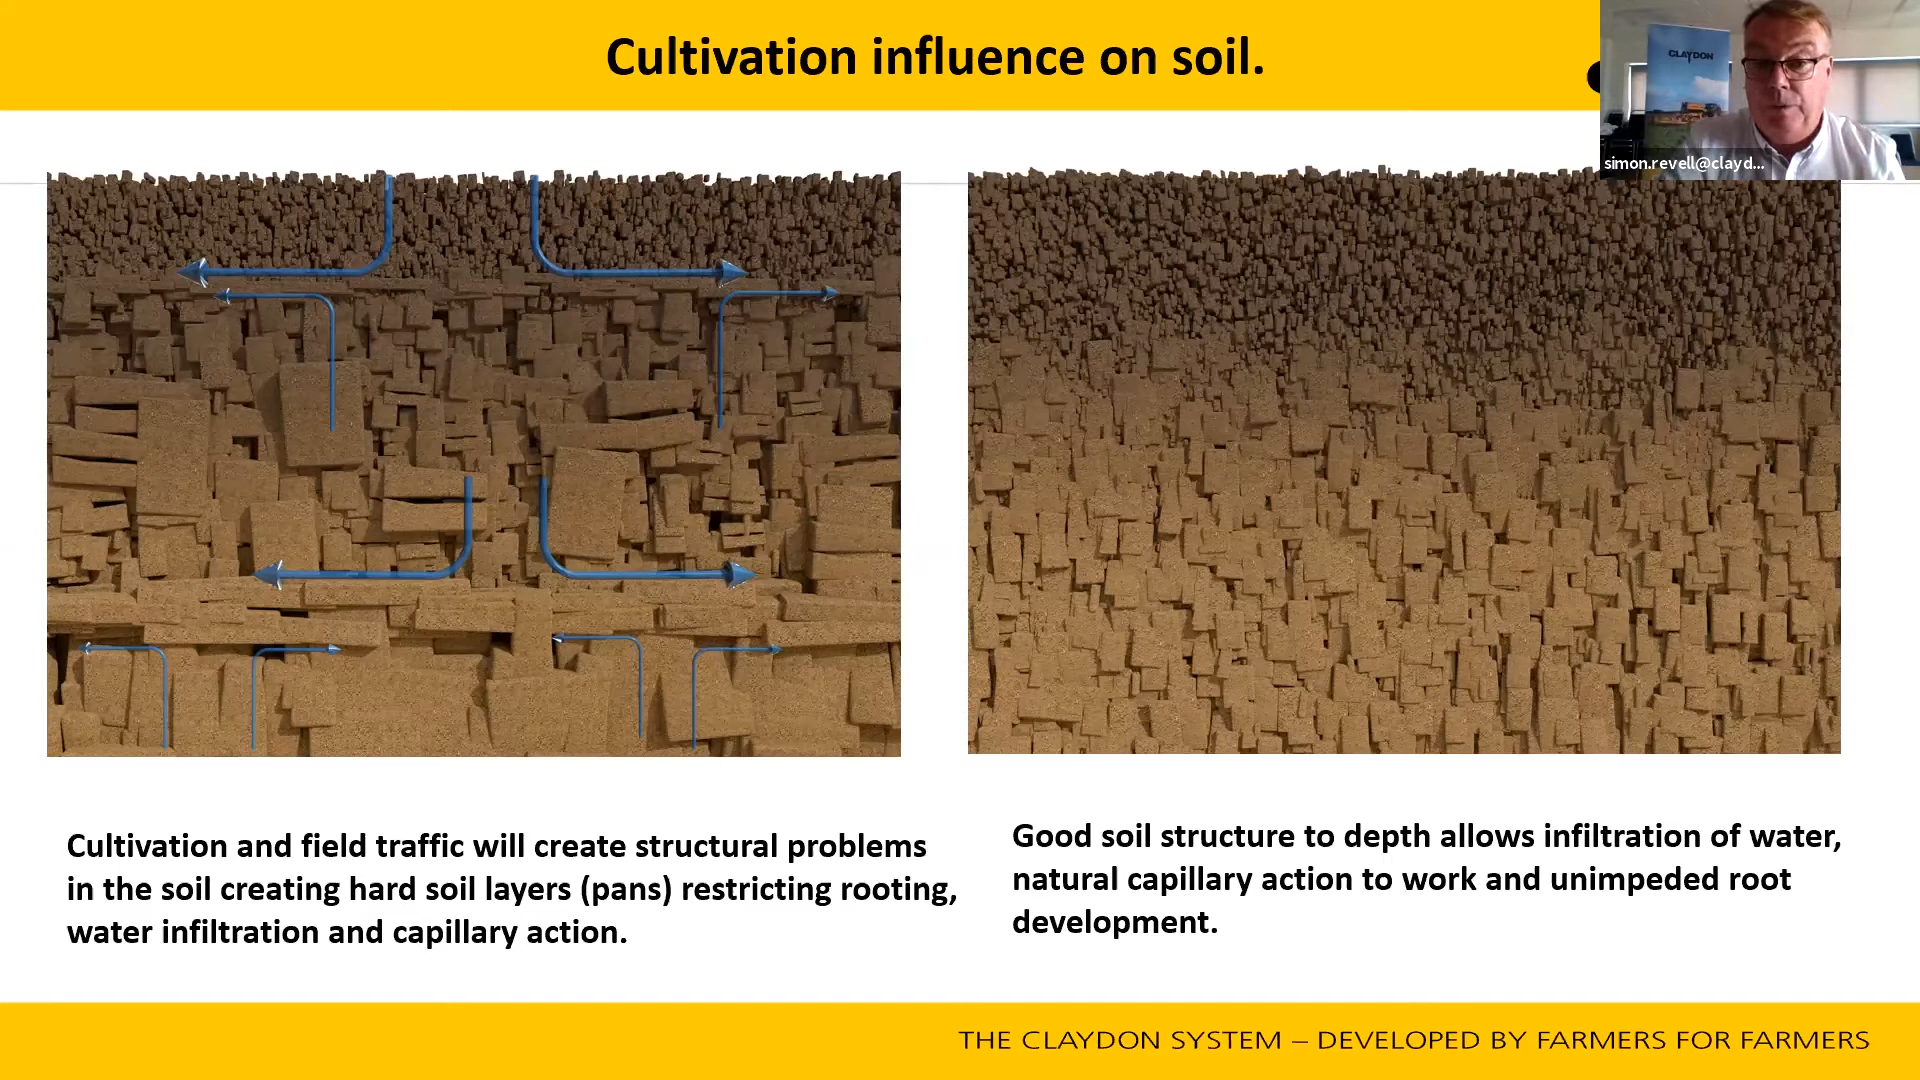 Cultivation influence on soil.
CLAYDON
simon.revell@clayd...
Cultivation and field traffic will create structural problems
in the soil creating hard soil layers (pans) restricting rooting,
water infiltration and capillary action.
Good soil structure to depth allows infiltration of water,
natural capillary action to work and unimpeded root
development.
THE CLAYDON SYSTEM – DEVELOPED BY FARMERS FOR FARMERS